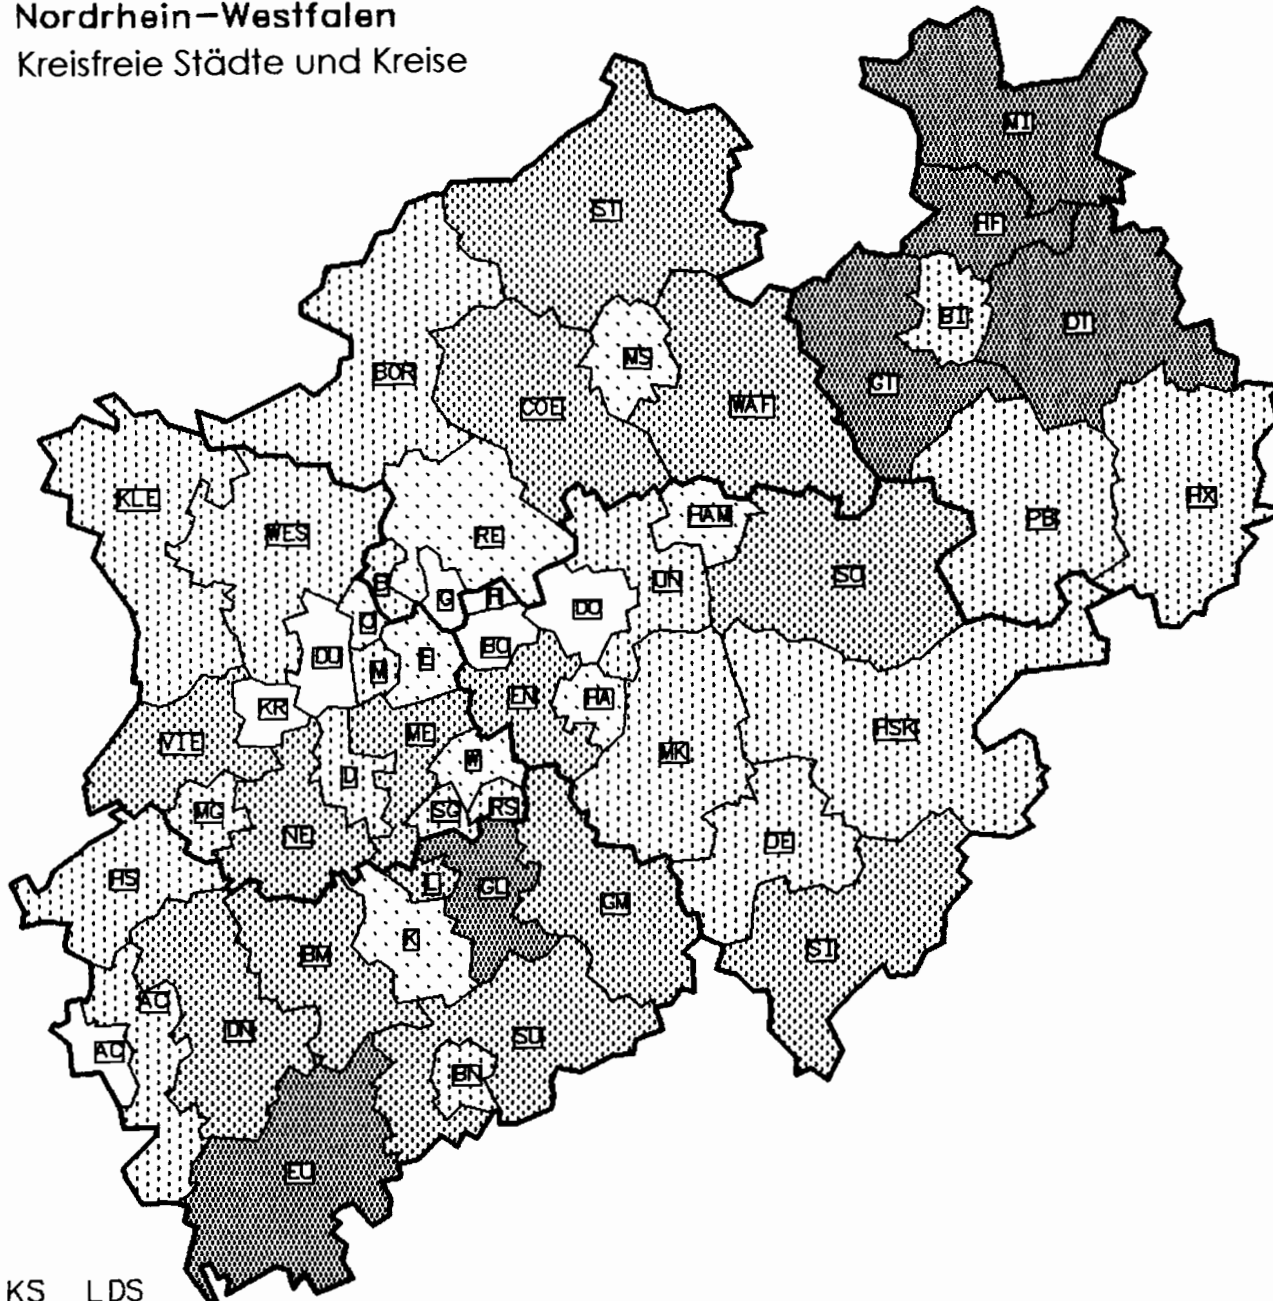 Nordrhein-Westfalen
Kreisfreie Städte und Kreise
MI
ST
HF
BI
DT
MS
BOR
GT
COE
WAF
KLE
HX
HAM
PB
WES
RE
SO
UN
B
G
H
DO
O
BO
DU
M
E
EN
HA
KR
HSK
VIE
ME
MK
W
D
MG
SG
RS
NE
DE
HS
L
GL
GM
K
BM
SI
AC
DN
SU
AC
BN
EU
KS LDS